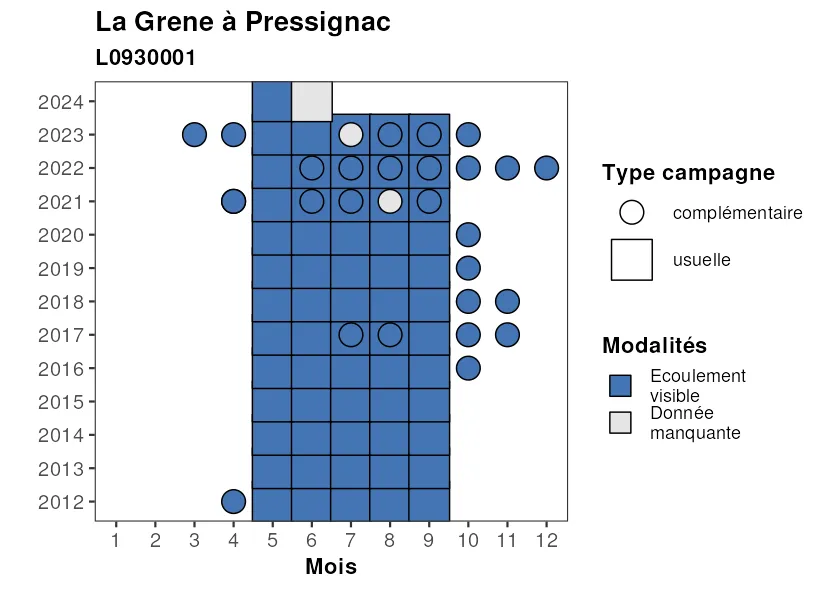 La Grene à Pressignac
L0930001
2024
2023
2022
2021
2020
2019
2018
2017
2016
2015
2014
2013
2012
1 2 3 4 5 6 7 8 9 10 11 12
Mois
Type campagne
complémentaire
usuelle
Modalités
Ecoulement
visible
Donnée
manquante